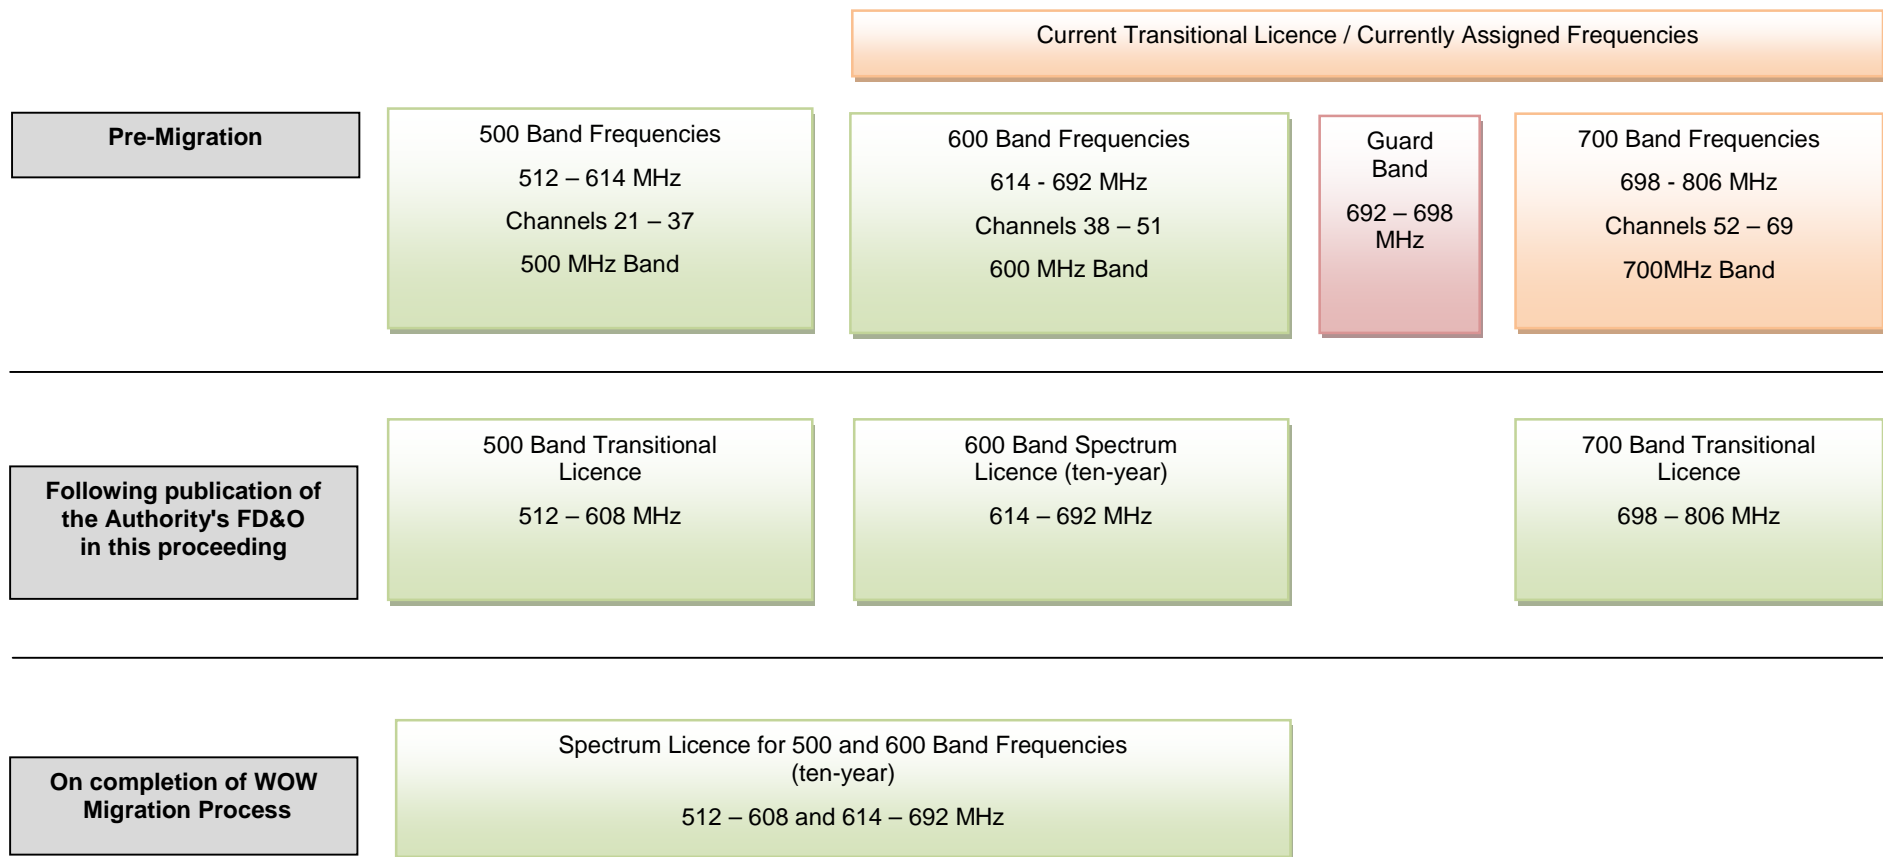 Current Transitional Licence / Currently Assigned Frequencies
Pre-Migration
500 Band Frequencies
512 – 614 MHz
Channels 21 – 37
500 MHz Band
600 Band Frequencies
614 - 692 MHz
Channels 38 – 51
600 MHz Band
Guard
Band
692 – 698
MHz
700 Band Frequencies
698 - 806 MHz
Channels 52 – 69
700MHz Band
Following publication of
the Authority's FD&O
in this proceeding
500 Band Transitional
Licence
512 – 608 MHz
600 Band Spectrum
Licence (ten-year)
614 – 692 MHz
700 Band Transitional
Licence
698 – 806 MHz
On completion of WOW
Migration Process
Spectrum Licence for 500 and 600 Band Frequencies
(ten-year)
512 – 608 and 614 – 692 MHz